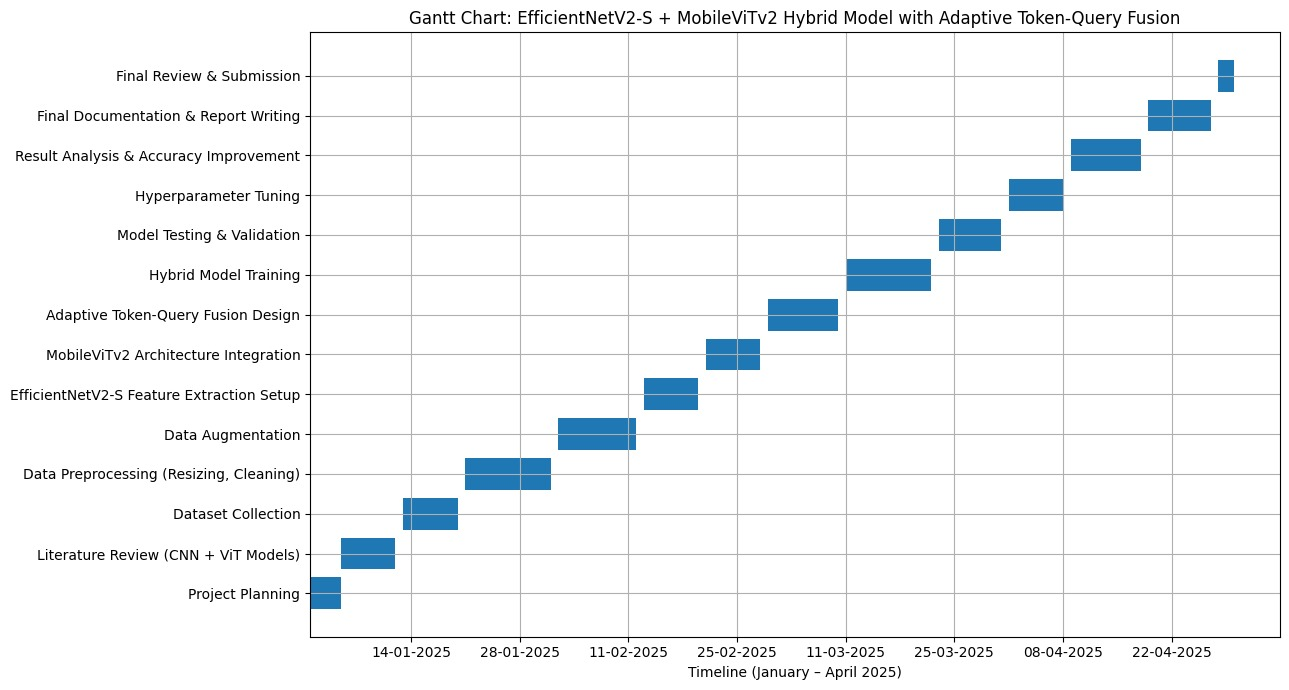 Gantt Chart: EfficientNetV2-S + MobileViTv2 Hybrid Model with Adaptive Token-Query Fusion
Final Review & Submission
Final Documentation & Report Writing
Result Analysis & Accuracy Improvement
Hyperparameter Tuning
Model Testing & Validation
Hybrid Model Training
Adaptive Token-Query Fusion Design
MobileViTv2 Architecture Integration
EfficientNetV2-S Feature Extraction Setup
Data Augmentation
Data Preprocessing (Resizing, Cleaning)
Dataset Collection
Literature Review (CNN + ViT Models)
Project Planning
14-01-2025 28-01-2025 11-02-2025 25-02-2025 11-03-2025 25-03-2025 08-04-2025 22-04-2025
Timeline (January – April 2025)